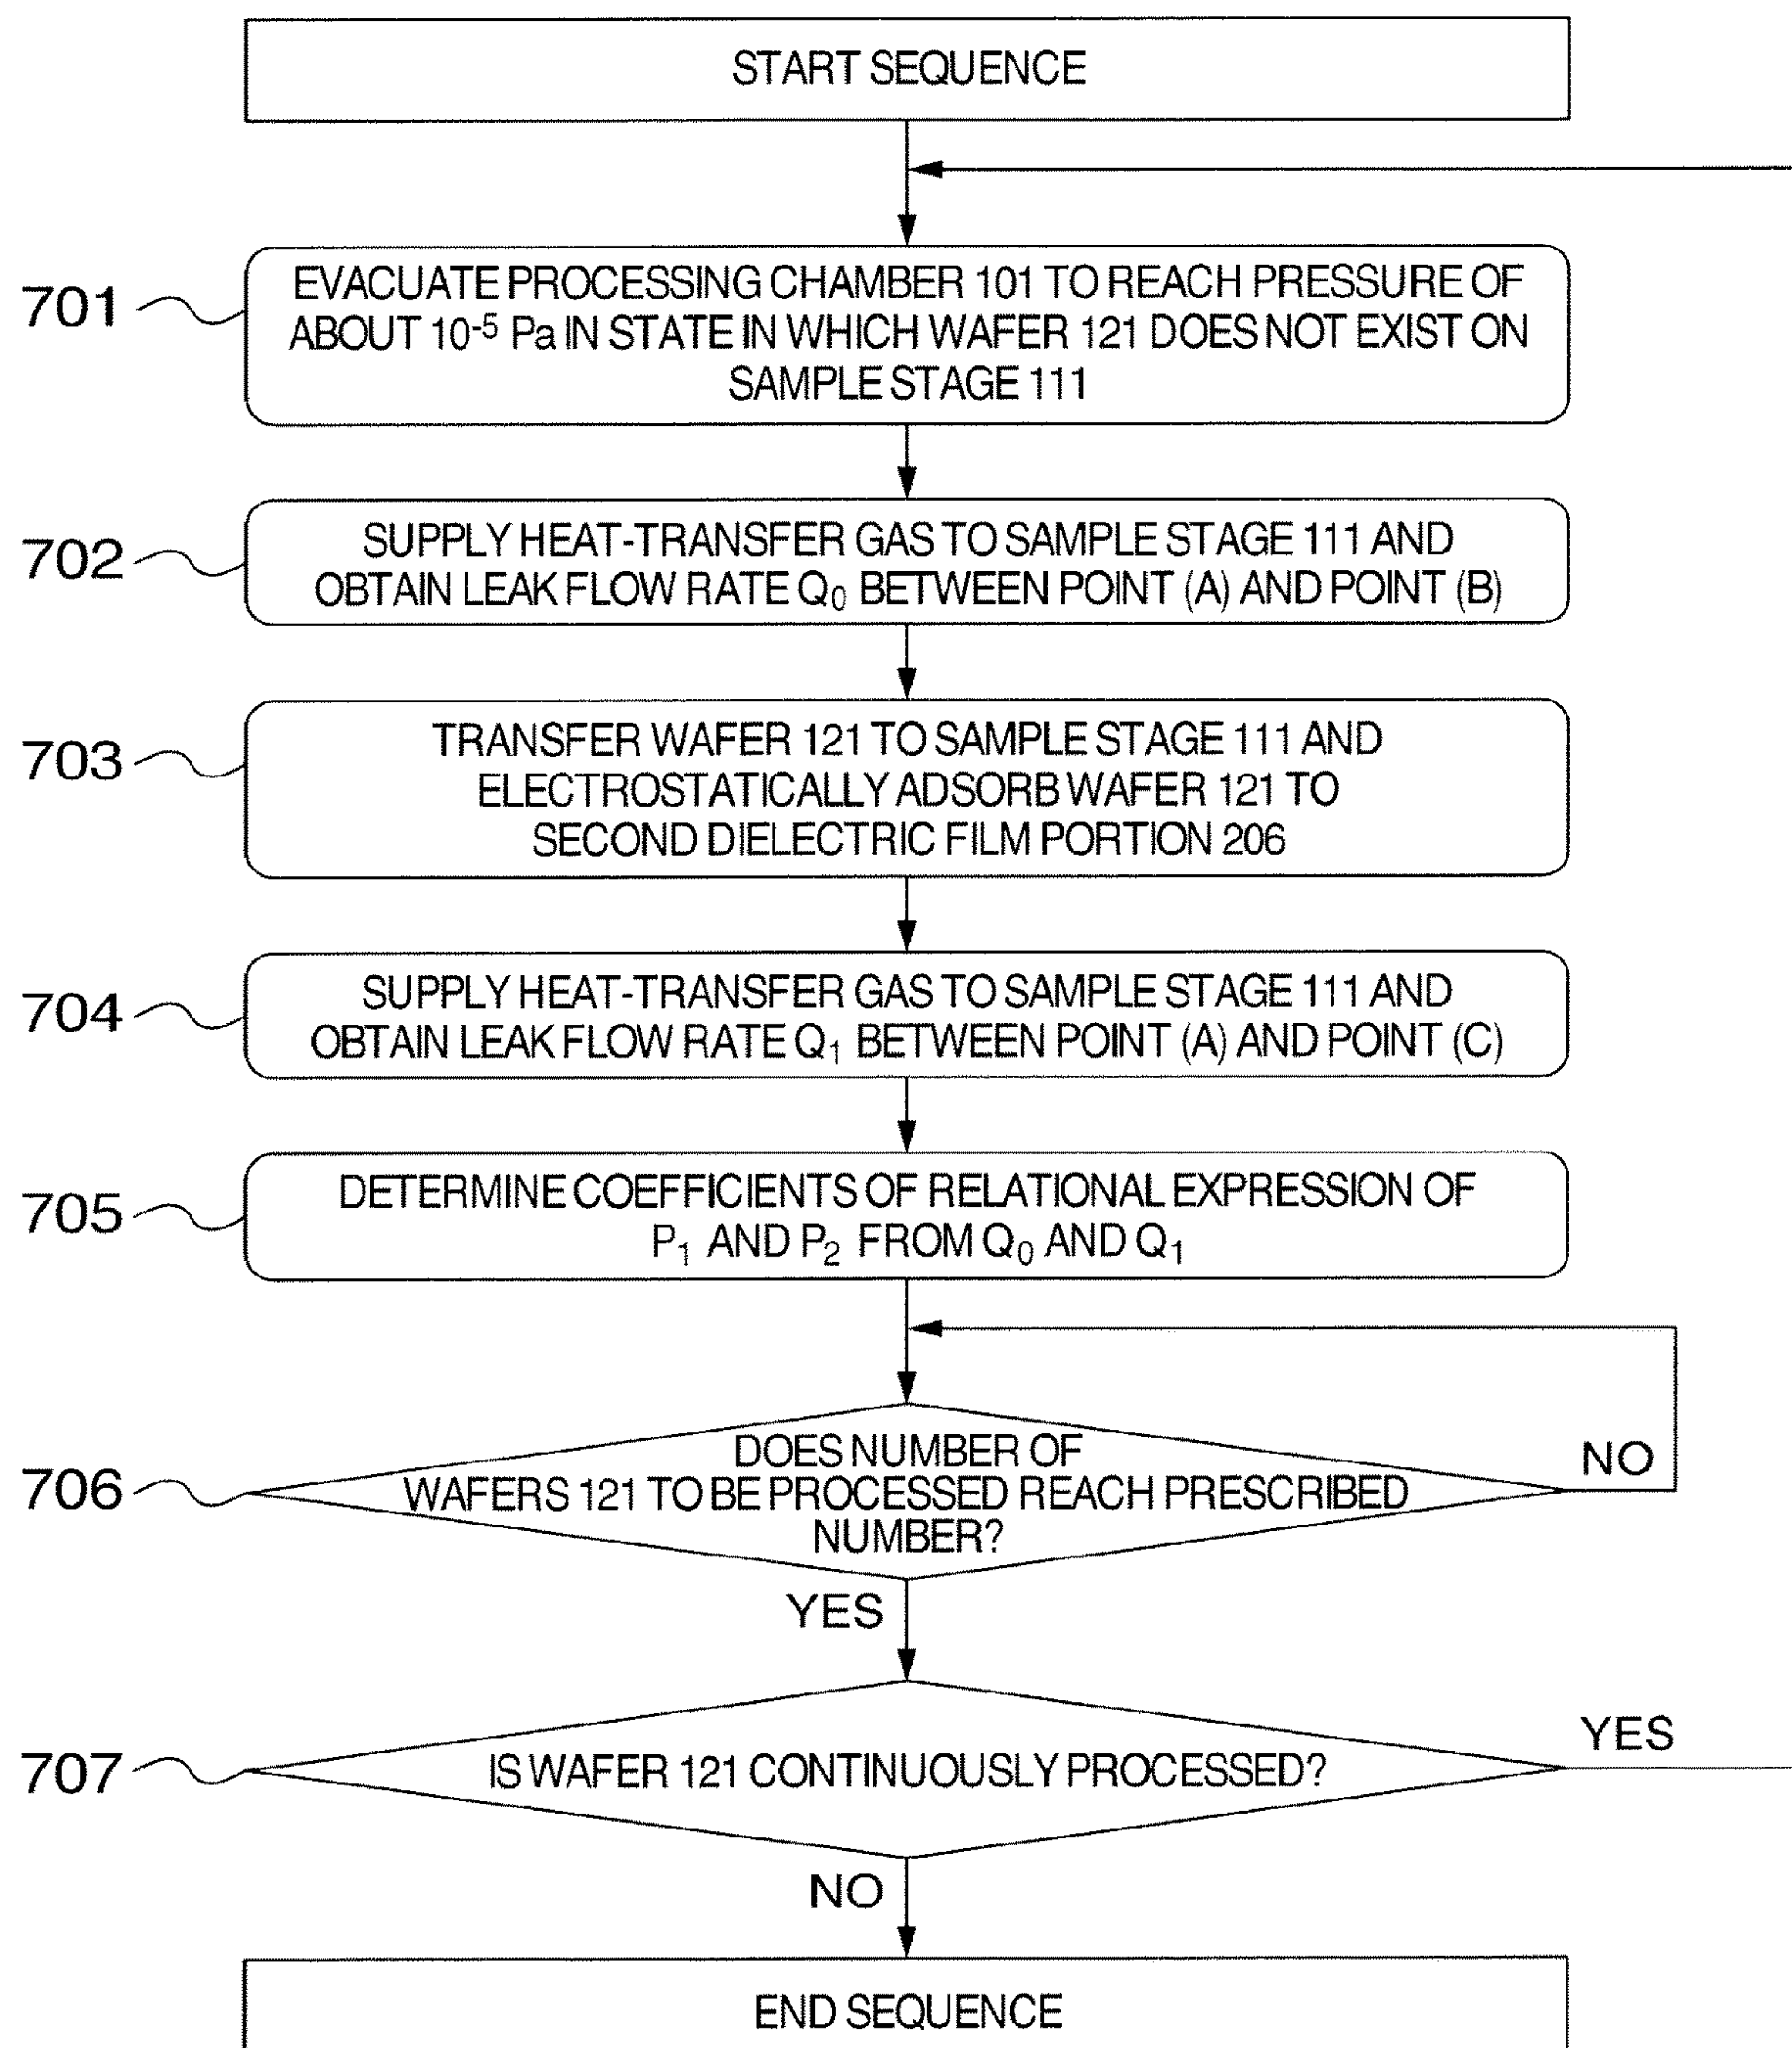 START SEQUENCE
701
EVACUATE PROCESSING CHAMBER 101 TO REACH PRESSURE OF
ABOUT 10⁻⁵ Pa IN STATE IN WHICH WAFER 121 DOES NOT EXIST ON
SAMPLE STAGE 111
702
SUPPLY HEAT-TRANSFER GAS TO SAMPLE STAGE 111 AND
OBTAIN LEAK FLOW RATE Q₀ BETWEEN POINT (A) AND POINT (B)
703
TRANSFER WAFER 121 TO SAMPLE STAGE 111 AND
ELECTROSTATICALLY ADSORB WAFER 121 TO
SECOND DIELECTRIC FILM PORTION 206
704
SUPPLY HEAT-TRANSFER GAS TO SAMPLE STAGE 111 AND
OBTAIN LEAK FLOW RATE Q₁ BETWEEN POINT (A) AND POINT (C)
705
DETERMINE COEFFICIENTS OF RELATIONAL EXPRESSION OF
P₁ AND P₂ FROM Q₀ AND Q₁
706
DOES NUMBER OF
WAFERS 121 TO BE PROCESSED REACH PRESCRIBED
NUMBER?
NO
YES
707
IS WAFER 121 CONTINUOUSLY PROCESSED?
YES
NO
END SEQUENCE